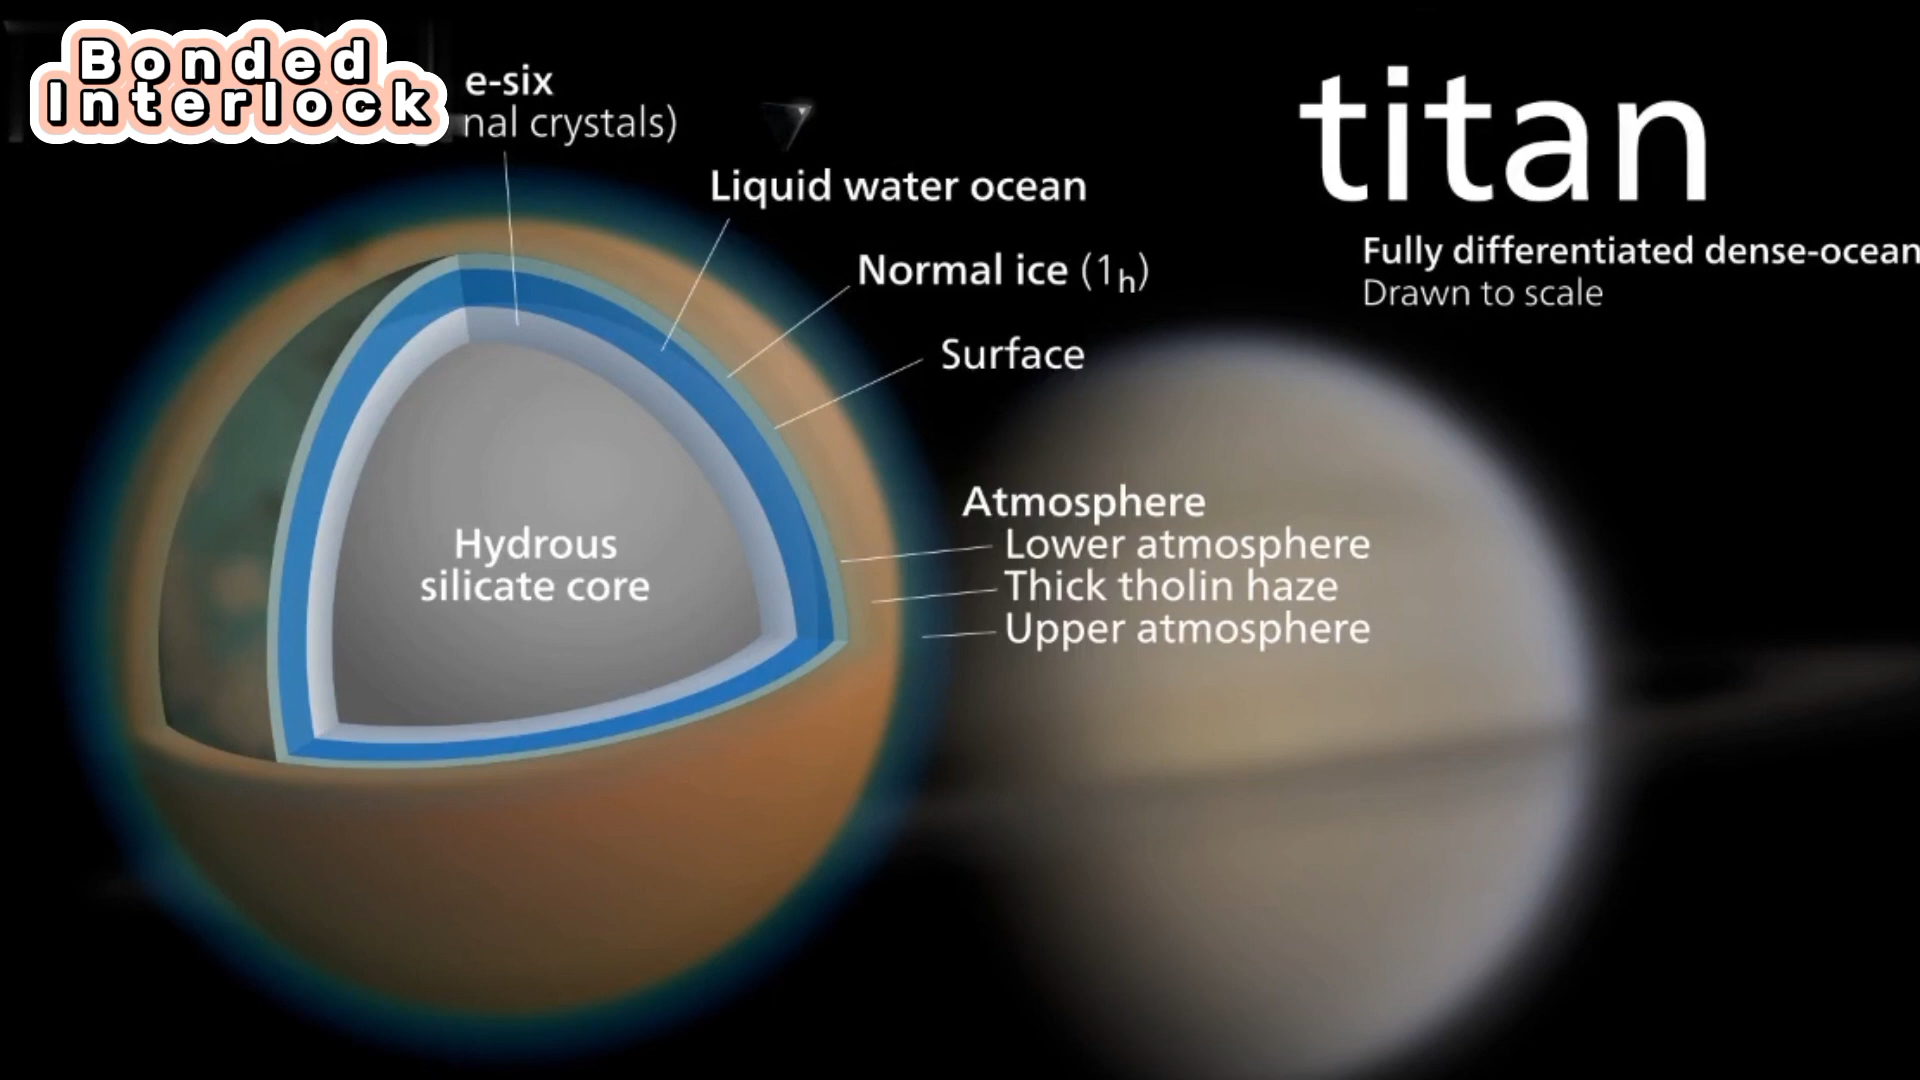 Bonded
Interlock
e-six
nal crystals)
titan
Liquid water ocean
Fully differentiated dense-ocean
Drawn to scale
Normal ice (1h)
Surface
Atmosphere
Lower atmosphere
Thick tholin haze
Upper atmosphere
Hydrous
silicate core